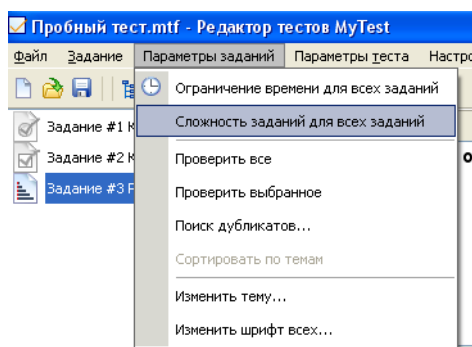 Пробный тест.mtf - Редактор тестов MyTest
Файл Задание Параметры заданий Параметры теста
Ограничение времени для всех заданий
Задание #1
Сложность заданий для всех заданий
Задание #2
Проверить все
Задание #3
Проверить выбранное
Поиск дубликатов...
Сортировать по темам
Изменить тему...
Изменить шрифт всех...